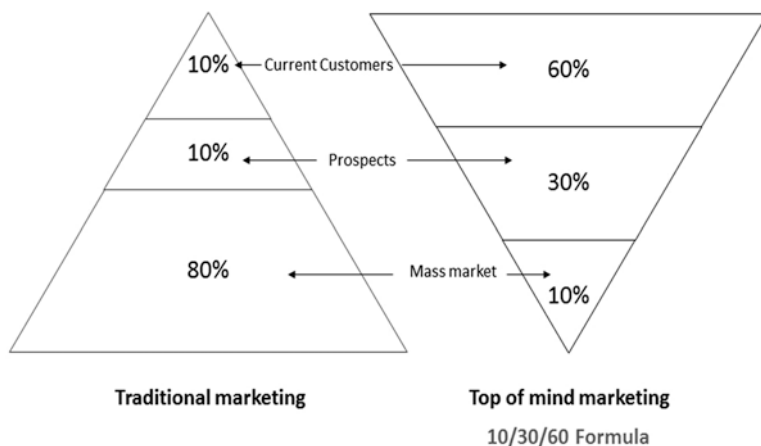 10%
Current Customers
60%
10%
Prospects
30%
80%
Mass market
10%
Traditional marketing
Top of mind marketing
10/30/60 Formula